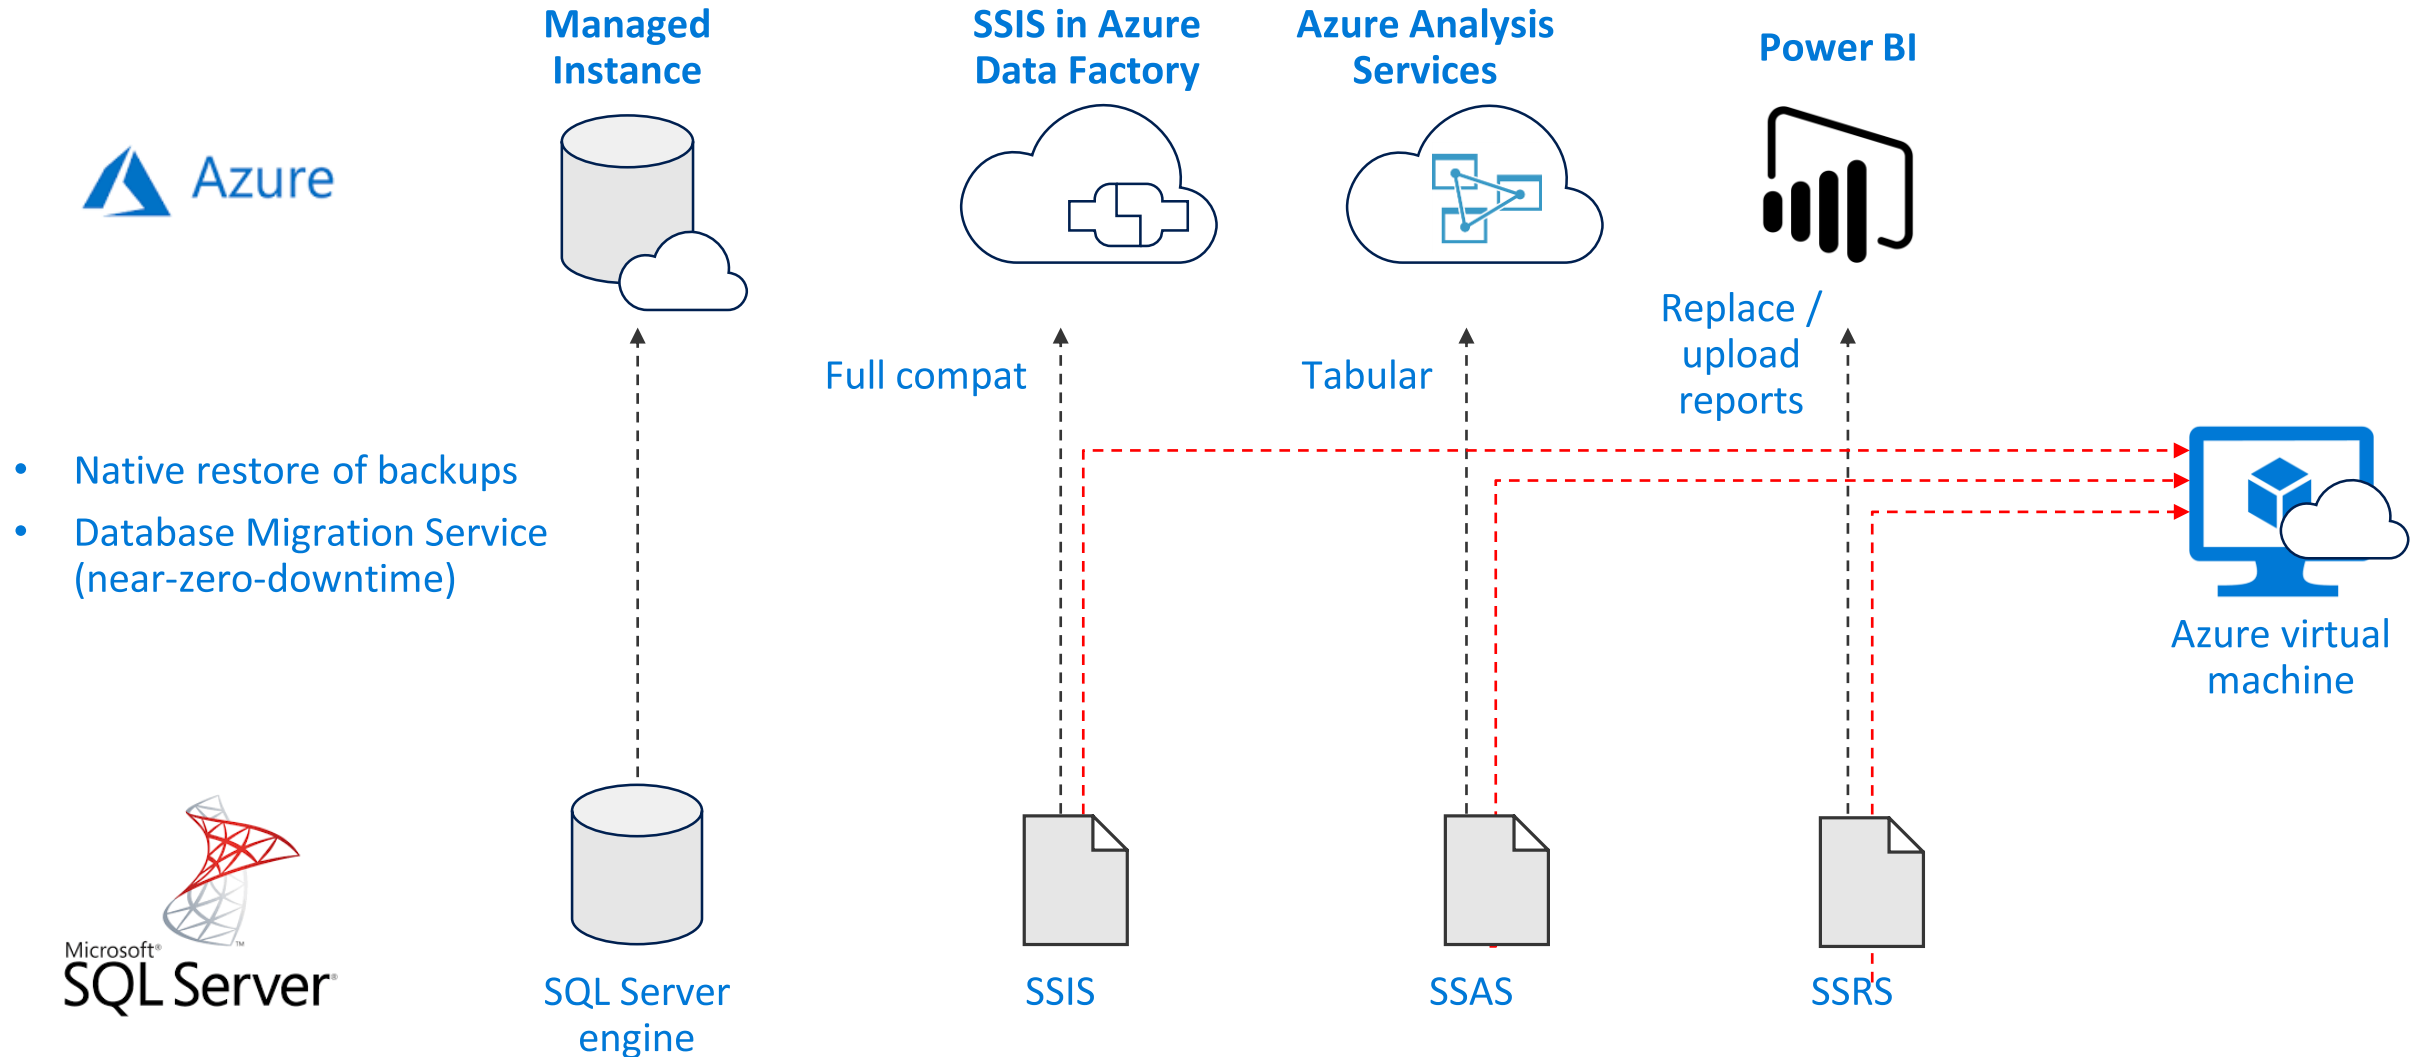 Managed
Instance
SSIS in Azure
Data Factory
Azure Analysis
Services
Power BI
Azure
Replace /
upload
reports
Full compat
Tabular
• Native restore of backups
• Database Migration Service
(near-zero-downtime)
Azure virtual
machine
Microsoft®
SQL Server®
™
SQL Server
engine
SSIS
SSAS
SSRS